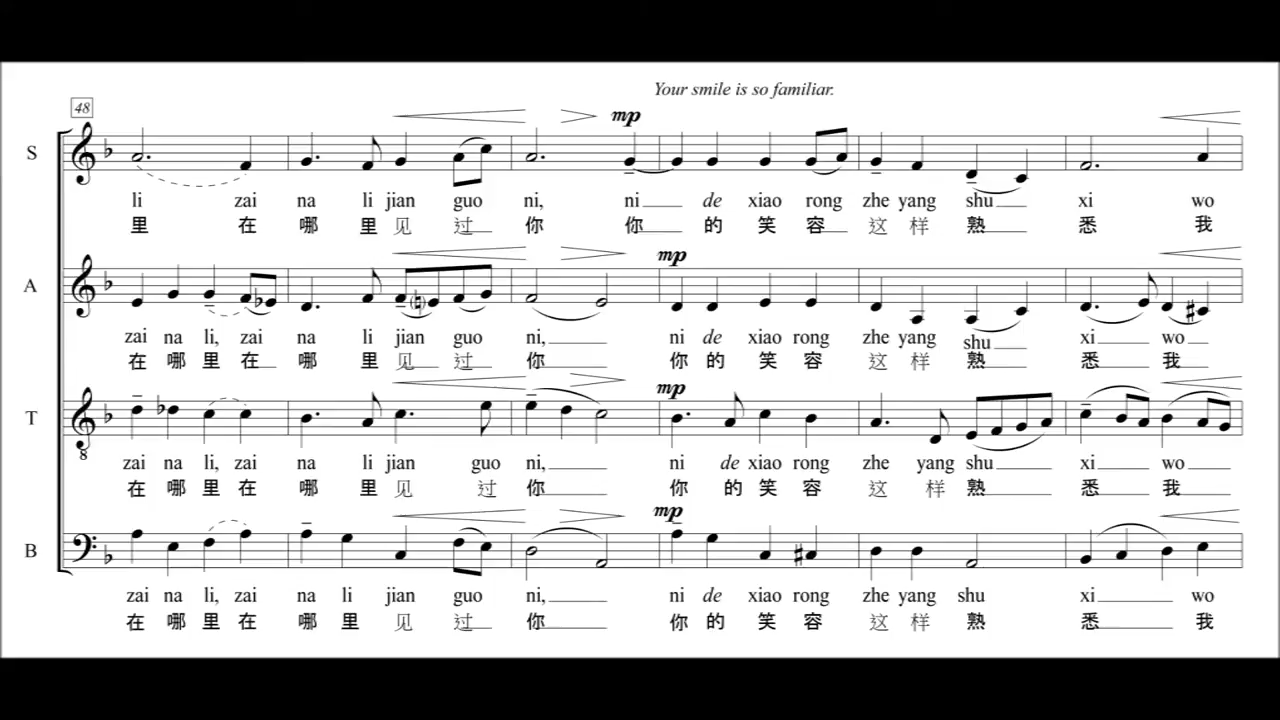 Your smile is so familiar.
48
mp
S
li zai na li jian guo ni, ni de xiao rong zhe yang shu xi wo
里 在 哪 里 见 过 你 你 的 笑 容 这 样 熟 悉 我
mp
A
zai na li, zai na li jian guo ni, ni de xiao rong zhe yang shu xi wo
在 哪 里 在 哪 里 见 过 你 你 的 笑 容 这 样 熟 悉 我
mp
T
8
zai na li, zai na li jian guo ni, ni de xiao rong zhe yang shu xi wo
在 哪 里 在 哪 里 见 过 你 你 的 笑 容 这 样 熟 悉 我
mp
B
zai na li, zai na li jian guo ni, ni de xiao rong zhe yang shu xi wo
在 哪 里 在 哪 里 见 过 你 你 的 笑 容 这 样 熟 悉 我